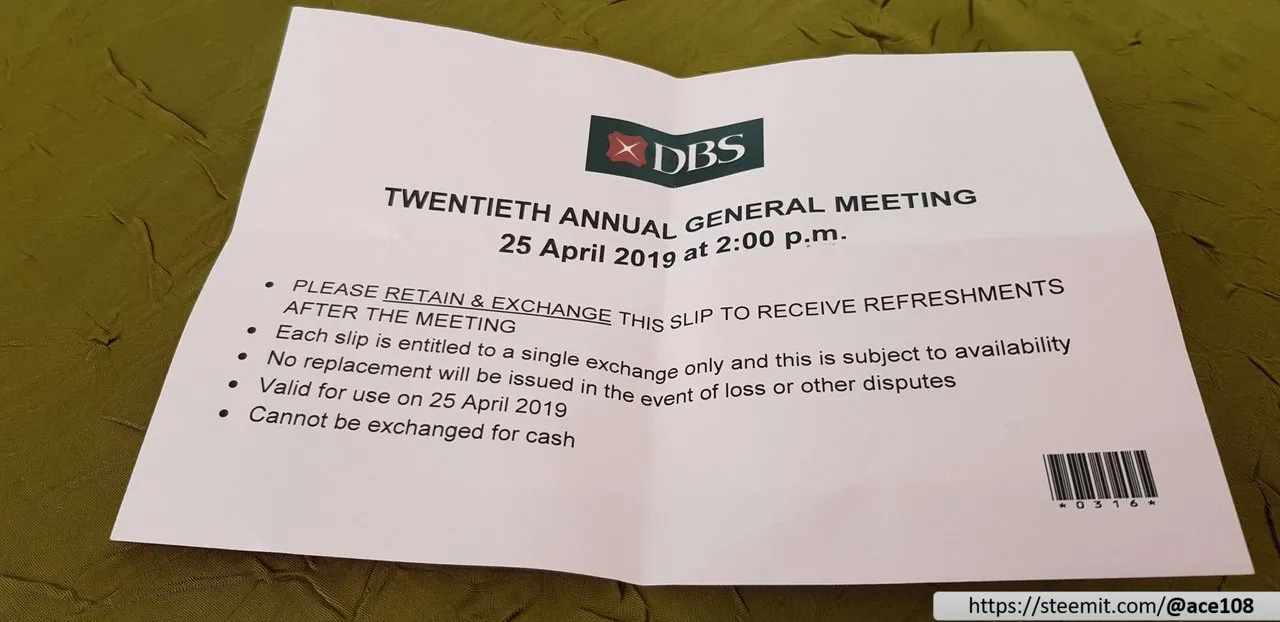 DBS
TWENTIETH ANNUAL GENERAL MEETING
25 April 2019 at 2:00 p.m.
• PLEASE RETAIN & EXCHANGE THIS SLIP TO RECEIVE REFRESHMENTS
AFTER THE MEETING
• Each slip is entitled to a single exchange only and this is subject to availability
• No replacement will be issued in the event of loss or other disputes
• Valid for use on 25 April 2019
• Cannot be exchanged for cash
*0316*
https://steemit.com/@ace108